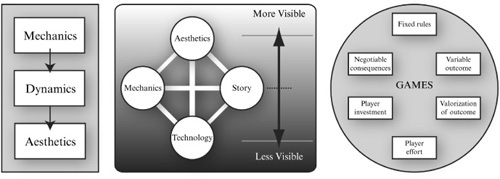 Mechanics
Dynamics
Aesthetics
More Visible
Aesthetics
Mechanics
Story
Technology
Less Visible
Fixed rules
Negotiable
consequences
Variable
outcome
GAMES
Player
investment
Valorization
of outcome
Player
effort